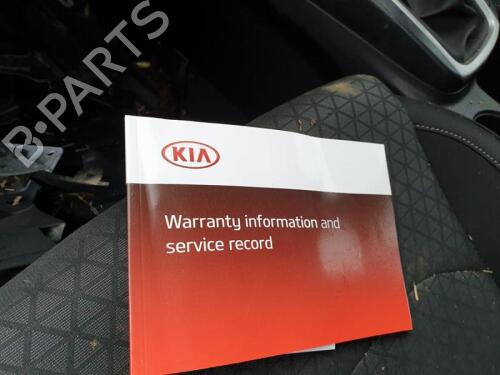 B-PARTS
KIA
Warranty information and
service record